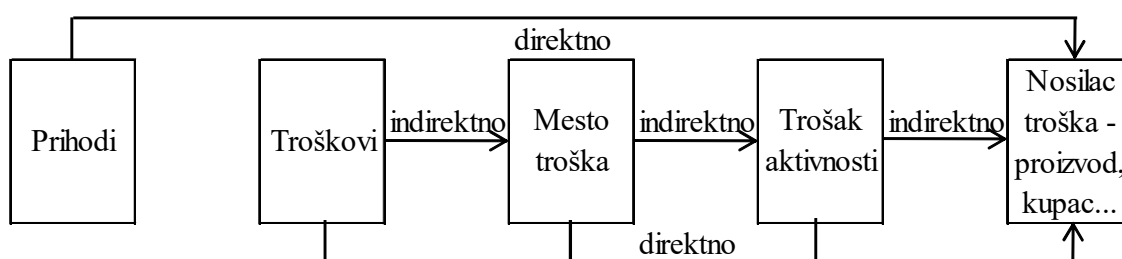 direktno
Prihodi
Troškovi
indirektno
Mesto
troška
indirektno
Trošak
aktivnosti
indirektno
Nosilac
troška -
proizvod,
kupac...
direktno